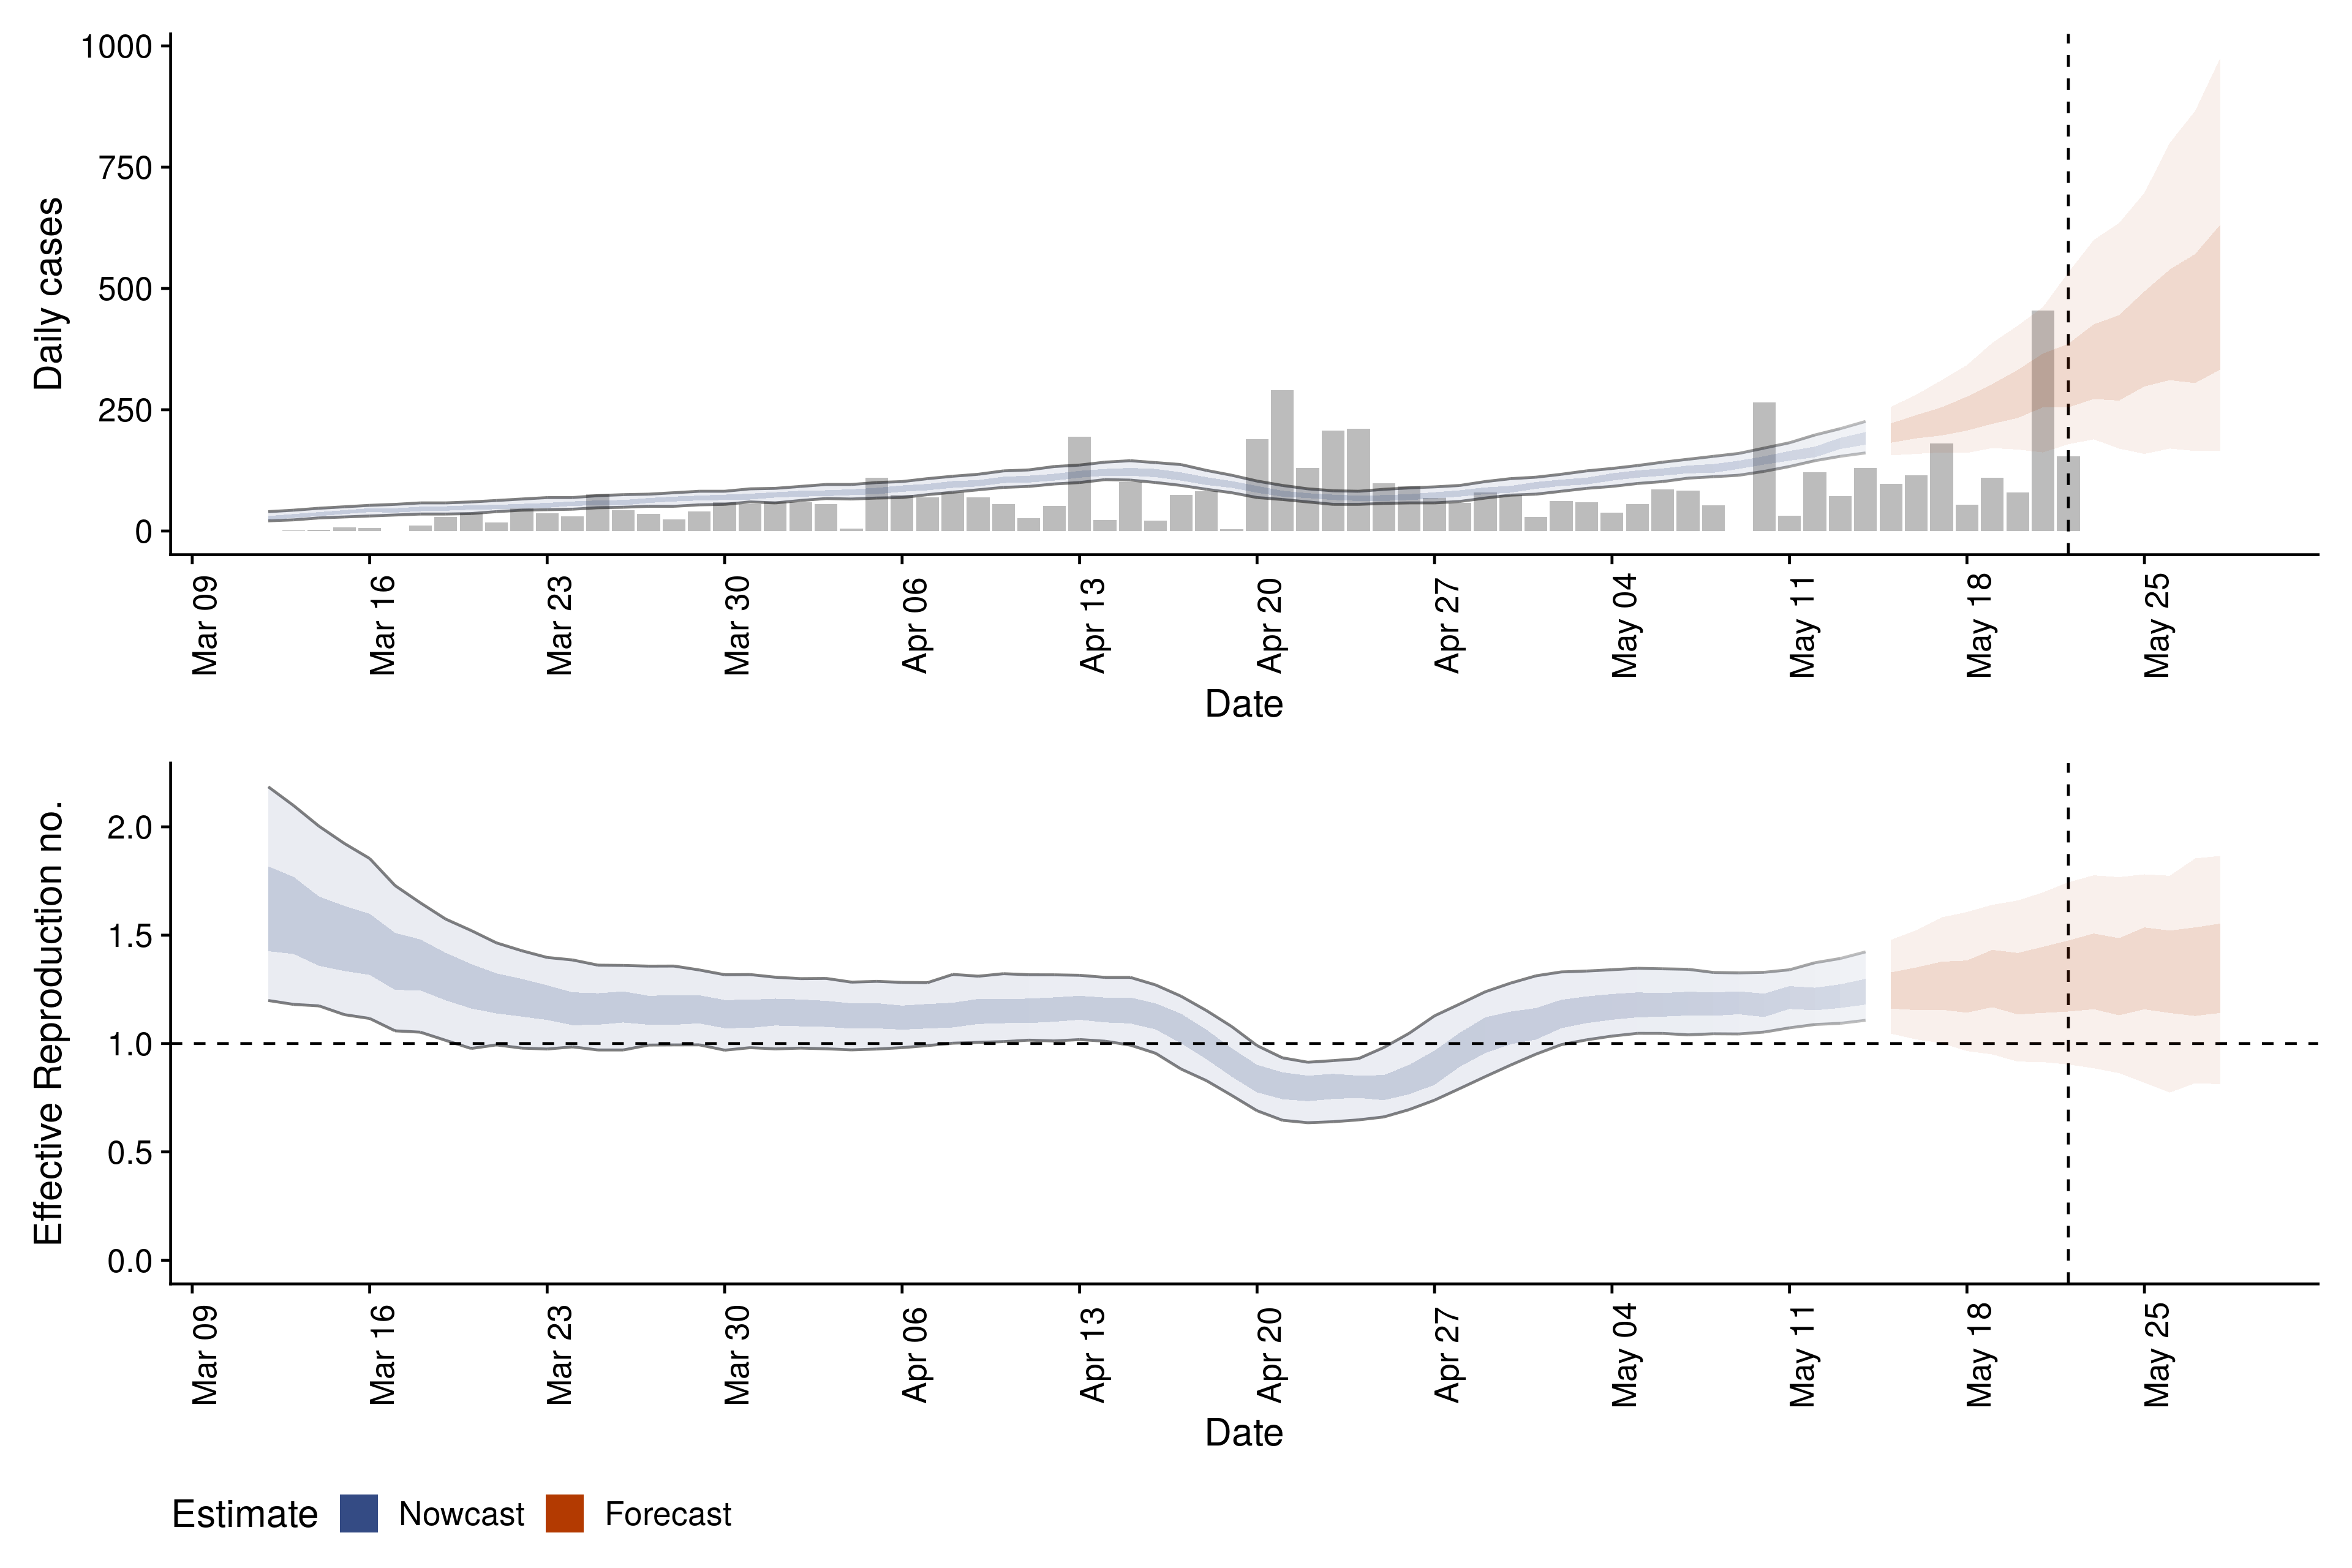 Daily cases
1000
750
500
250
0
Mar 09
Mar 16
Mar 23
Mar 30
Apr 06
Apr 13
Apr 20
Apr 27
May 04
May 11
May 18
May 25
Date
Effective Reproduction no.
2.0
1.5
1.0
0.5
0.0
Mar 09
Mar 16
Mar 23
Mar 30
Apr 06
Apr 13
Apr 20
Apr 27
May 04
May 11
May 18
May 25
Date
Estimate Nowcast Forecast